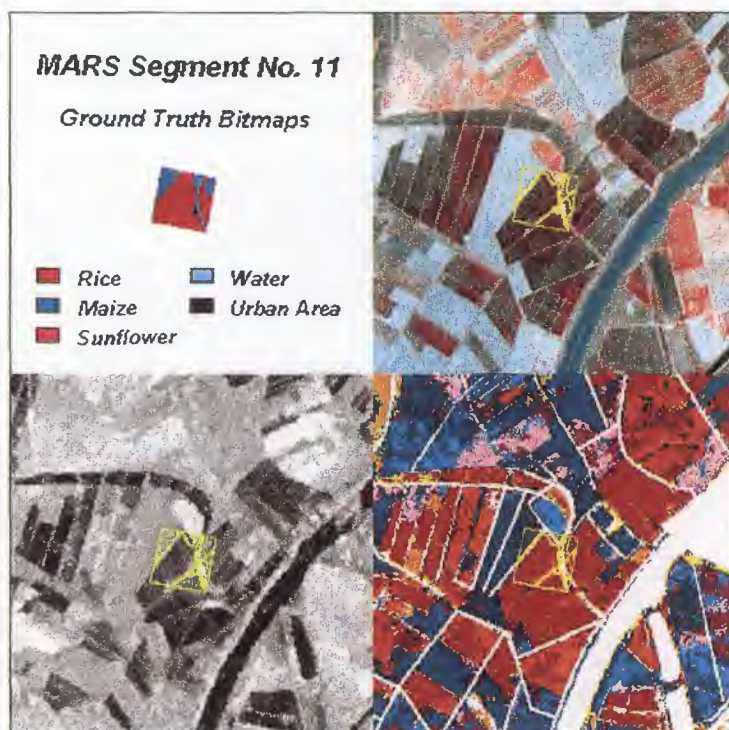 MARS Segment No. 11
Ground Truth Bitmaps
Rice
Water
Maize
Urban Area
Sunflower